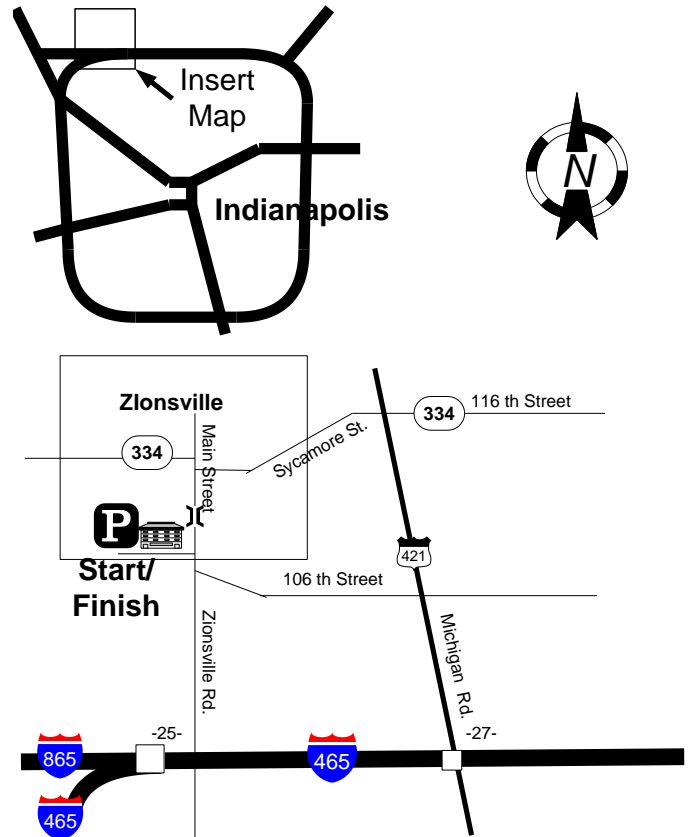 Insert
Map
N
Indianapolis
ZIonsville
334
116 th Street
334
Sycamore St.
Main Street
P
421
Start/
Finish
106 th Street
Zionsville Rd.
Michigan Rd.
-25-
-27-
865
465
465